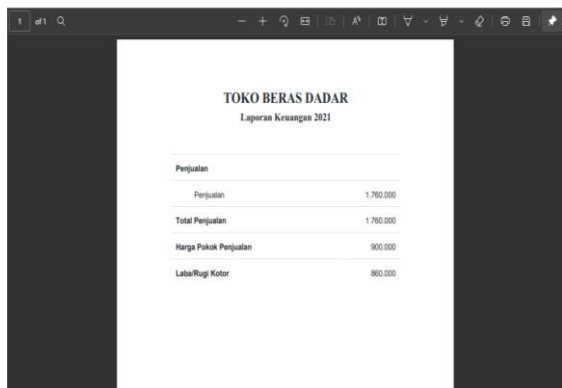 1 of 1
TOKO BERAS DADAR
Laporan Keuangan 2021
Penjualan
Penjualan 1.760.000
Total Penjualan 1.760.000
Harga Pokok Penjualan 900.000
Laba/Rugi Kotor 860.000